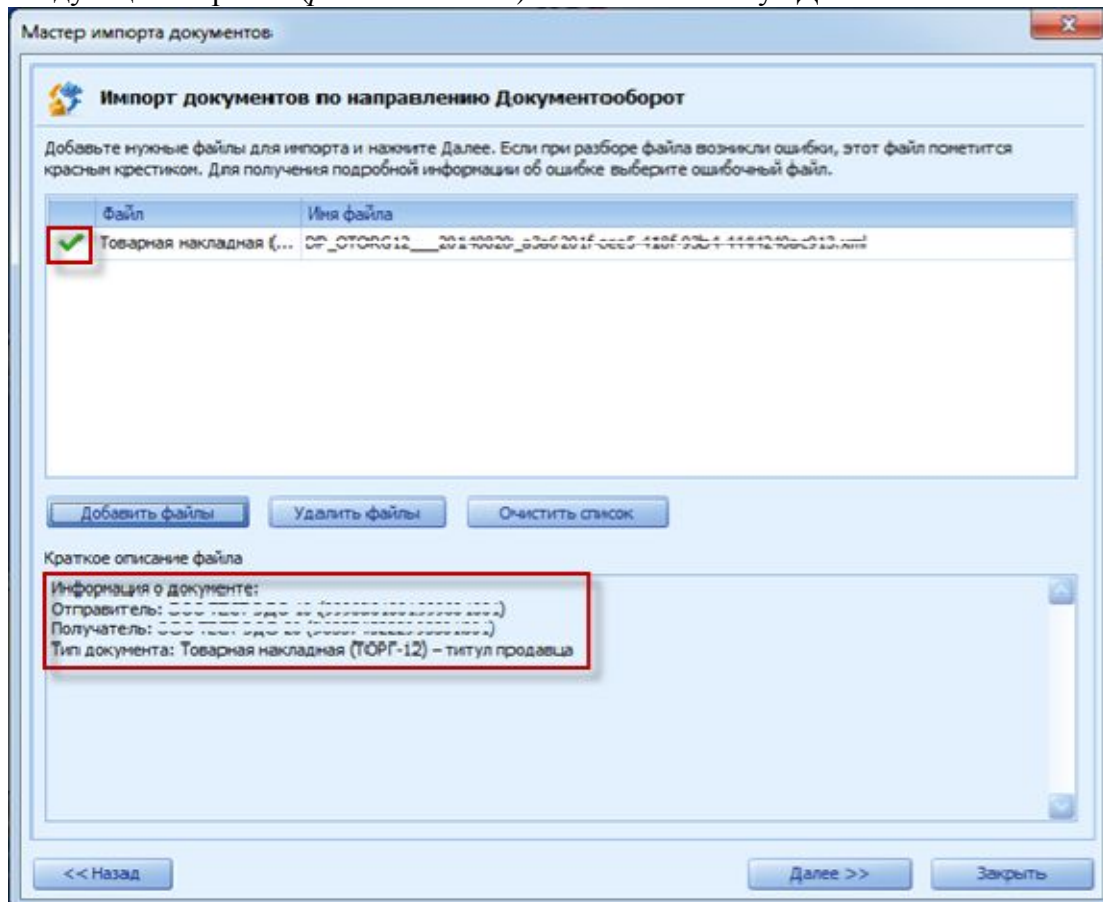 Мастер импорта документов
Импорт документов по направлению Документооборот
Добавьте нужные файлы для импорта и нажмите Далее. Если при разборе файла возникли ошибки, этот файл пометится
красным крестиком. Для получения подробной информации об ошибке выберите ошибочный файл.
Файл Имя файла
Товарная накладная (...
Добавить файлы Удалить файлы Очистить список
Краткое описание файла
Информация о документе:
Отправитель:
Получатель:
Тип документа: Товарная накладная (ТОРГ-12) – титул продавца
<< Назад Далее >> Закрыть